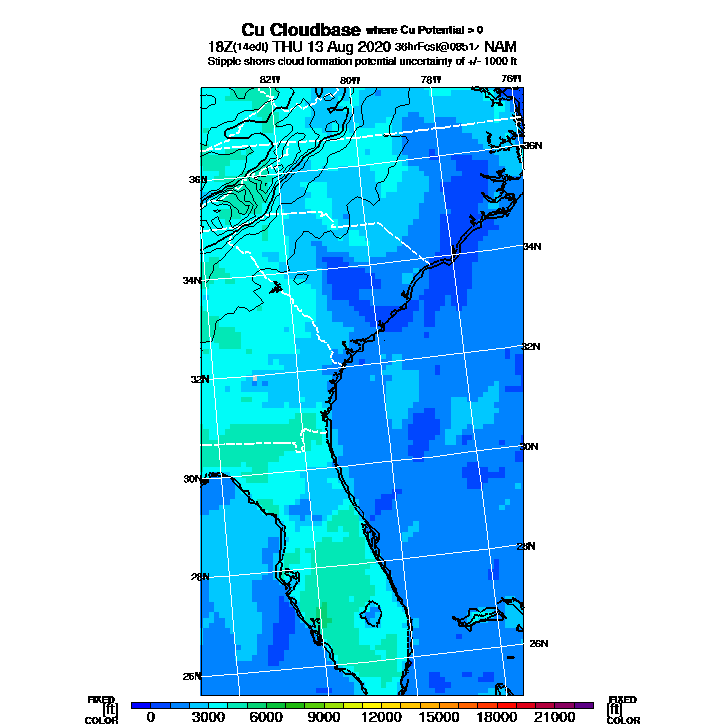 Cu Cloudbase where Cu Potential > 0
18Z(14edt) THU 13 Aug 2020 36hrFcst@0851z NAM
Stipple shows cloud formation potential uncertainty of +/- 1000 ft
82W 80W 78W 76W
36N
36N
34N
34N
32N
32N
30N
30N
28N
28N
26N
26N
FIXED FIXED
[ft] [ft]
COLOR COLOR
0 3000 6000 9000 12000 15000 18000 21000